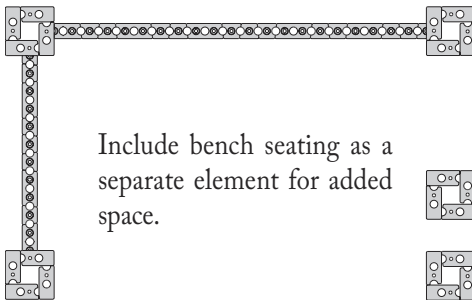 Include bench seating as a
separate element for added
space.